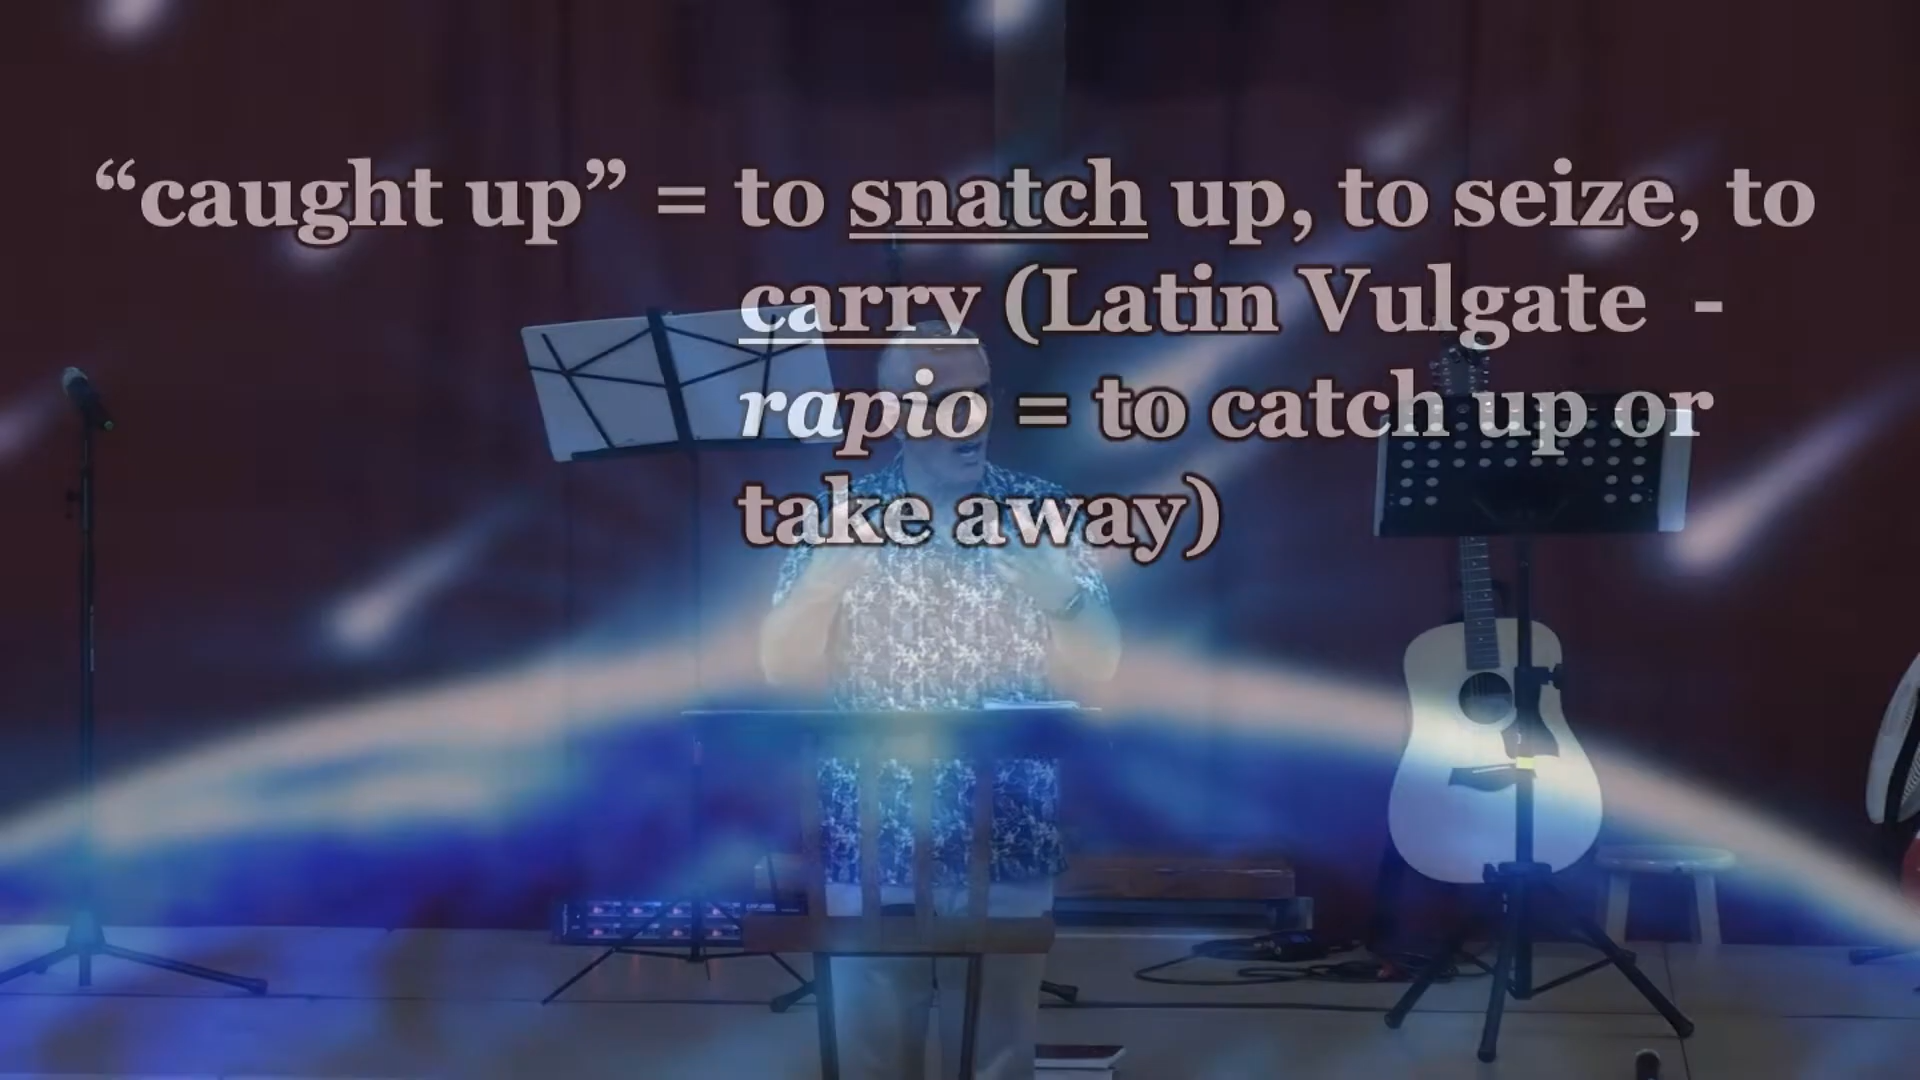 “caught up” = to snatch up, to seize, to
carry (Latin Vulgate -
rapio = to catch up or
take away)